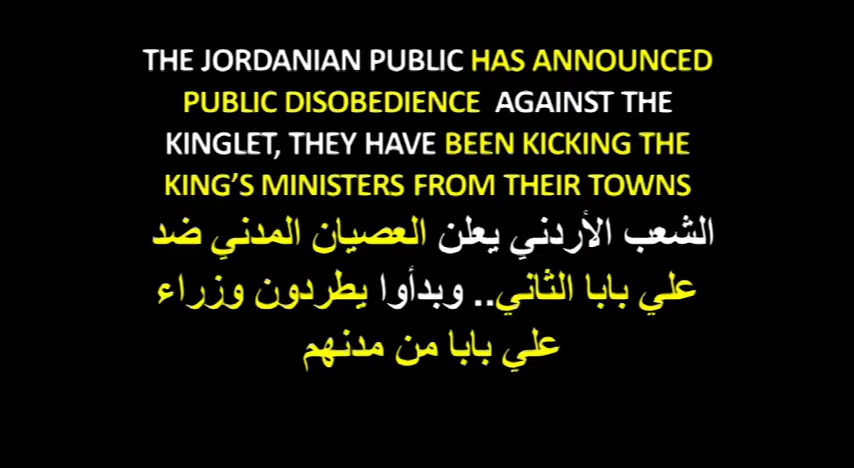 THE JORDANIAN PUBLIC HAS ANNOUNCED
PUBLIC DISOBEDIENCE AGAINST THE
KINGLET, THEY HAVE BEEN KICKING THE
KING'S MINISTERS FROM THEIR TOWNS
الشعب الأردني يعلن العصيان المدني ضد
علي بابا الثاني.. وبدأوا يطردون وزراء
علي بابا من مدنهم